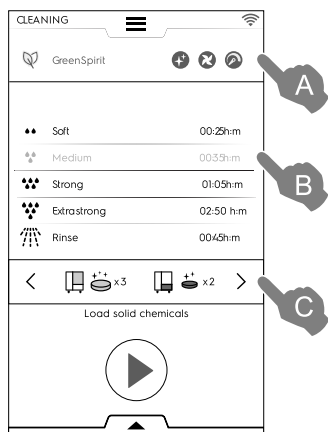 CLEANING
GreenSpirit
A
Soft 00:25h:m
Medium 00:35h:m
B
Strong 01:05h:m
Extrastrong 02:50 h:m
Rinse 00:45h:m
x3 x2
C
Load solid chemicals